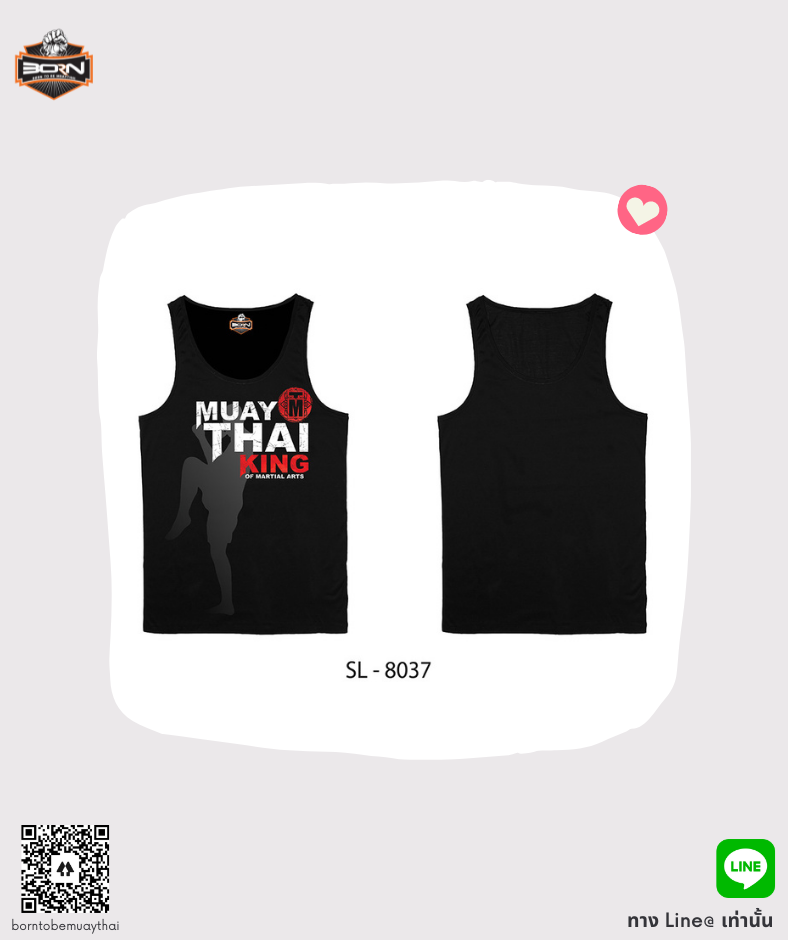 BORN
BORN
MUAY
THAI
KING
OF MARTIAL ARTS
SL - 8037
borntobemuaythai
LINE
ทาง Line@ เท่านั้น